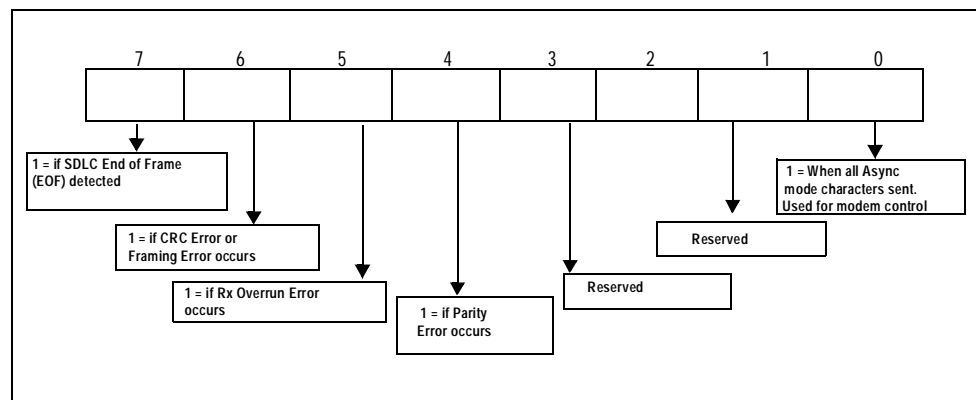 7 6 5 4 3 2 1 0
1 = if SDLC End of Frame
(EOF) detected
1 = When all Async
mode characters sent.
Used for modem control
1 = if CRC Error or
Framing Error occurs
Reserved
1 = if Rx Overrun Error
occurs
Reserved
1 = if Parity
Error occurs